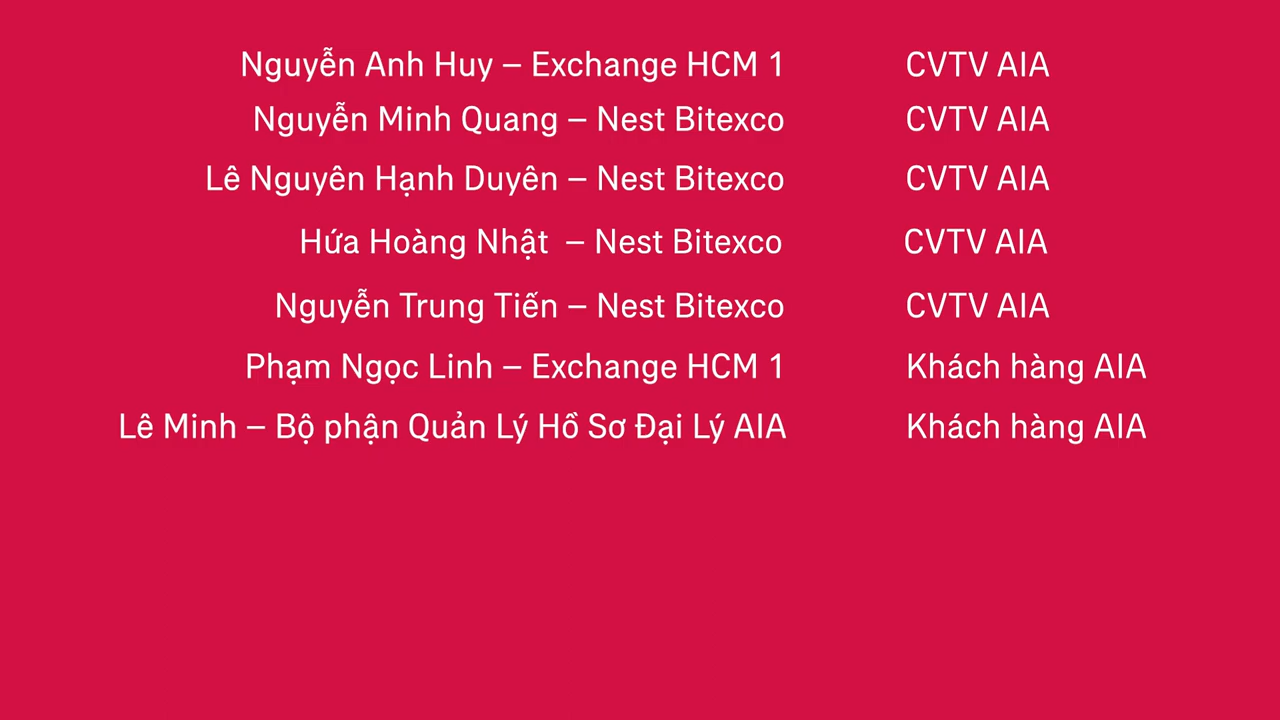 Nguyễn Anh Huy – Exchange HCM 1 CVTV AIA
Nguyễn Minh Quang – Nest Bitexco CVTV AIA
Lê Nguyên Hạnh Duyên – Nest Bitexco CVTV AIA
Hứa Hoàng Nhật – Nest Bitexco CVTV AIA
Nguyễn Trung Tiến – Nest Bitexco CVTV AIA
Phạm Ngọc Linh – Exchange HCM 1 Khách hàng AIA
Lê Minh – Bộ phận Quản Lý Hồ Sơ Đại Lý AIA Khách hàng AIA